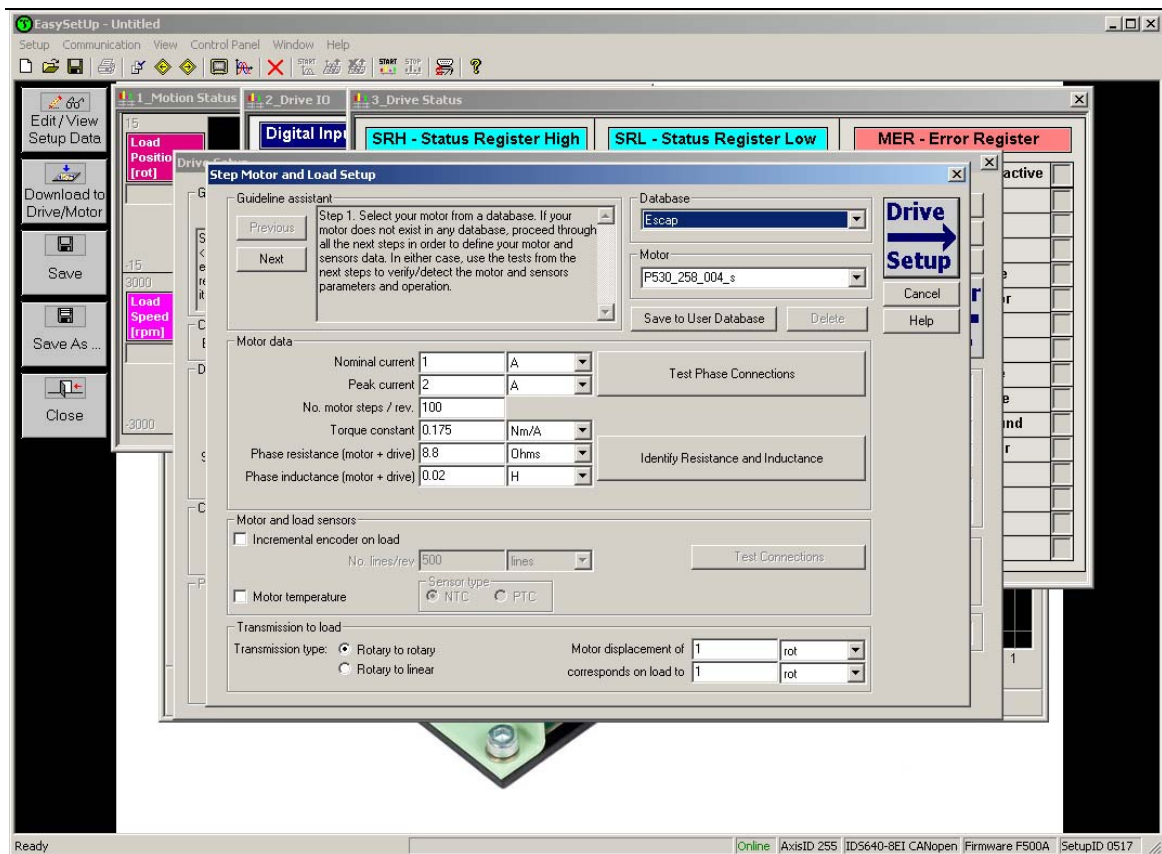 EasySetUp - Untitled
Setup Communication View Control Panel Window Help
START START STOP
Edit/View
Setup Data
Download to
Drive/Motor
Save
Save As ...
Close
1_Motion Status
15
Load
Positio
[rot]
-15
3000
Load
Speed
[rpm]
-3000
2_Drive IO
Digital Inpu
3_Drive Status
SRH - Status Register High
SRL - Status Register Low
MER - Error Register
active
Step Motor and Load Setup
Guideline assistant
Previous
Next
Step 1. Select your motor from a database. If your
motor does not exist in any database, proceed through
all the next steps in order to define your motor and
sensors data. In either case, use the tests from the
next steps to verify/detect the motor and sensors
parameters and operation.
Database
Escap
Motor
P530_258_004_s
Save to User Database
Delete
Drive
Setup
Cancel
Help
Motor data
Nominal current 1 A
Peak current 2 A
No. motor steps / rev. 100
Torque constant 0.175 Nm/A
Phase resistance (motor + drive) 8.8 Ohms
Phase inductance (motor + drive) 0.02 H
Test Phase Connections
Identify Resistance and Inductance
Motor and load sensors
Incremental encoder on load
No. lines/rev 500 lines
Test Connections
Motor temperature
Sensor type
NTC PTC
Transmission to load
Transmission type: Rotary to rotary
Rotary to linear
Motor displacement of 1 rot
corresponds on load to 1 rot
1
Ready
Online AxisID 255 IDS640-8EI CANopen Firmware F500A SetupID 0517